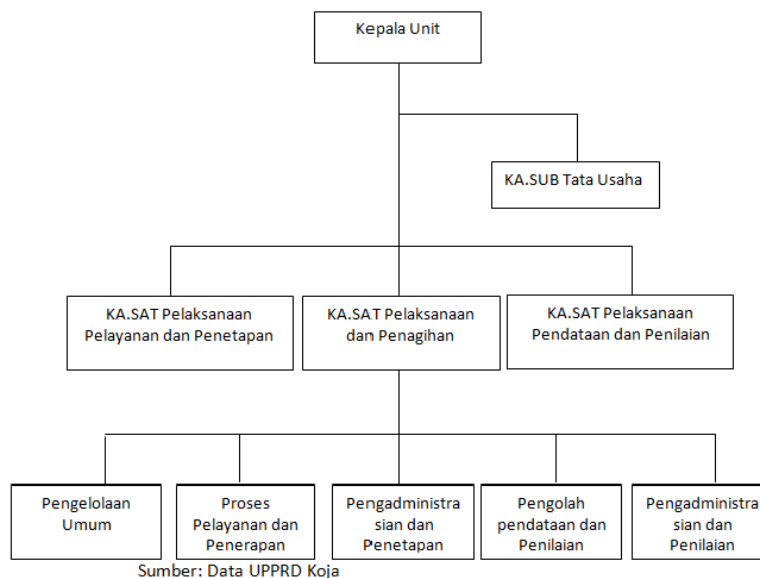 Kepala Unit
KA.SUB Tata Usaha
KA.SAT Pelaksanaan
Pelayanan dan Penetapan
KA.SAT Pelaksanaan
dan Penagihan
KA.SAT Pelaksanaan
Pendataan dan Penilaian
Pengelolaan
Umum
Proses
Pelayanan dan
Penerapan
Pengadministra
sian dan
Penetapan
Pengolah
pendataan dan
Penilaian
Pengadministra
sian dan
Penilaian
Sumber: Data UPPRD Koja